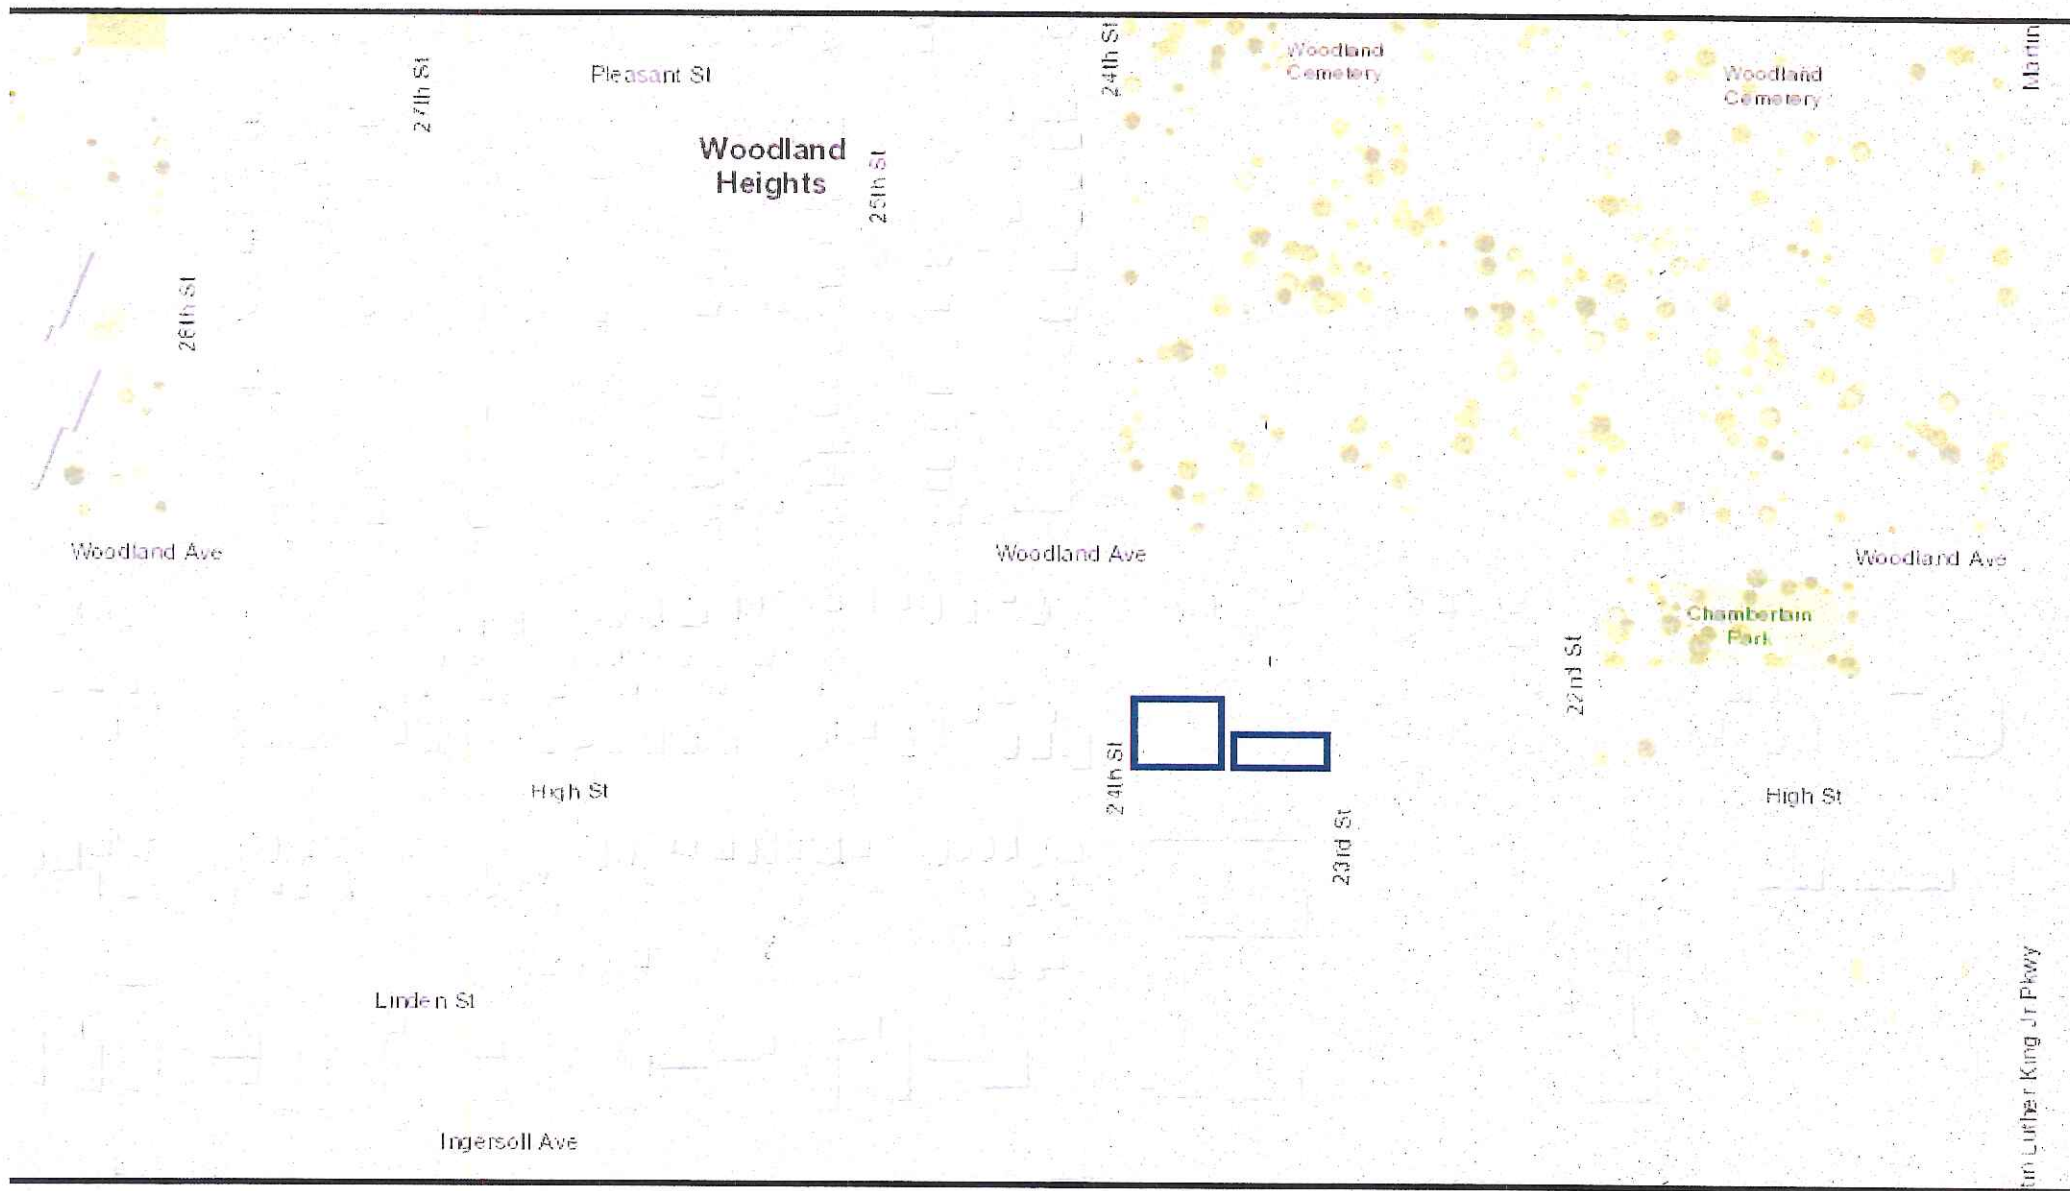 24th St
Martin
Woodland
Cemetery
27th St
Pleasant St
Woodland
Cemetery
Woodland
Heights
25th St
28th St
Woodland Ave
Woodland Ave
Woodland Ave
Chamberlain
Park
22nd St
24th St
High St
High St
23rd St
Linden St
tin Luther King Jr Pkwy
Ingersoll Ave